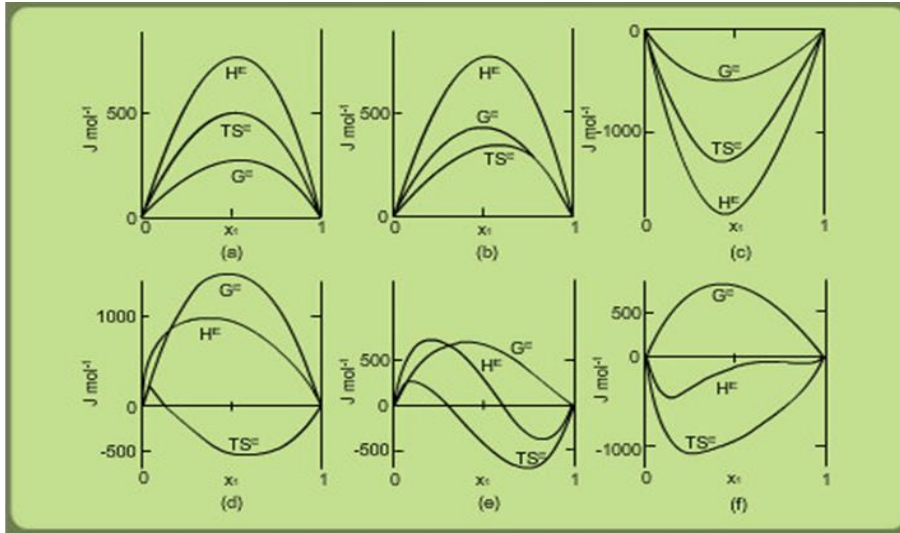 J mol⁻¹
500
0
Hᴱ
TSᴱ
Gᴱ
0
x₁
1
(a)
J mol⁻¹
500
0
Hᴱ
Gᴱ
TSᴱ
0
x₁
1
(b)
J mol⁻¹
0
-1000
Gᴱ
TSᴱ
Hᴱ
0
x₁
1
(c)
J mol⁻¹
1000
0
-500
Gᴱ
Hᴱ
TSᴱ
0
x₁
1
(d)
J mol⁻¹
500
0
-500
Gᴱ
Hᴱ
TSᴱ
0
x₁
1
(e)
J mol⁻¹
500
0
-1000
Gᴱ
Hᴱ
TSᴱ
0
x₁
1
(f)